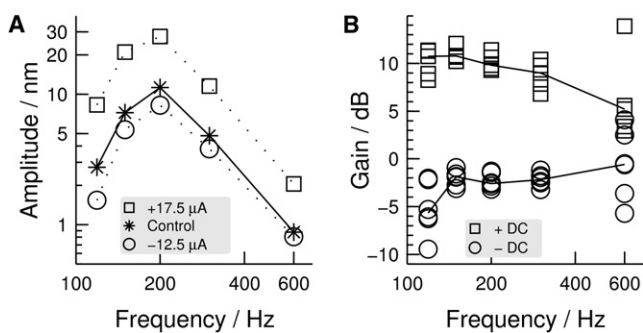 A
Amplitude / nm
30
20
10
5
1
+17.5 µA
Control
−12.5 µA
100
200
400
600
Frequency / Hz
B
Gain / dB
15
10
5
0
−5
−10
+ DC
− DC
100
200
400
600
Frequency / Hz